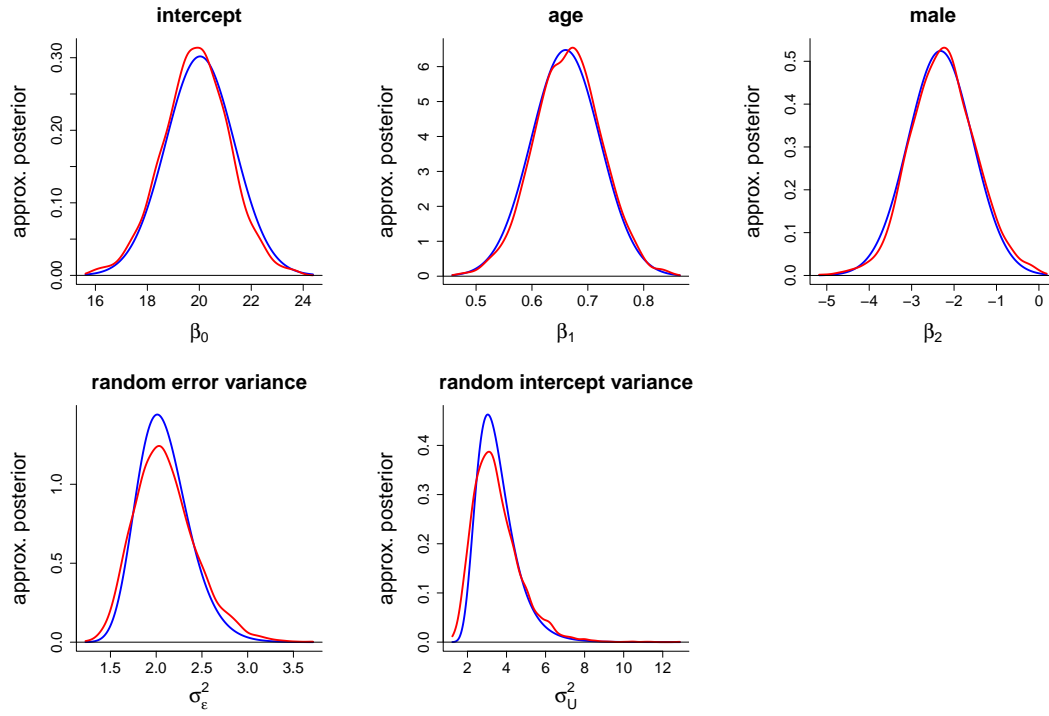 intercept
approx. posterior
0.00 0.10 0.20 0.30
16 18 20 22 24
β0
age
approx. posterior
0 1 2 3 4 5 6
0.5 0.6 0.7 0.8
β1
male
approx. posterior
0.0 0.1 0.2 0.3 0.4 0.5
−5 −4 −3 −2 −1 0
β2
random error variance
approx. posterior
0.0 0.5 1.0
1.5 2.0 2.5 3.0 3.5
σ²ε
random intercept variance
approx. posterior
0.0 0.1 0.2 0.3 0.4
2 4 6 8 10 12
σ²U